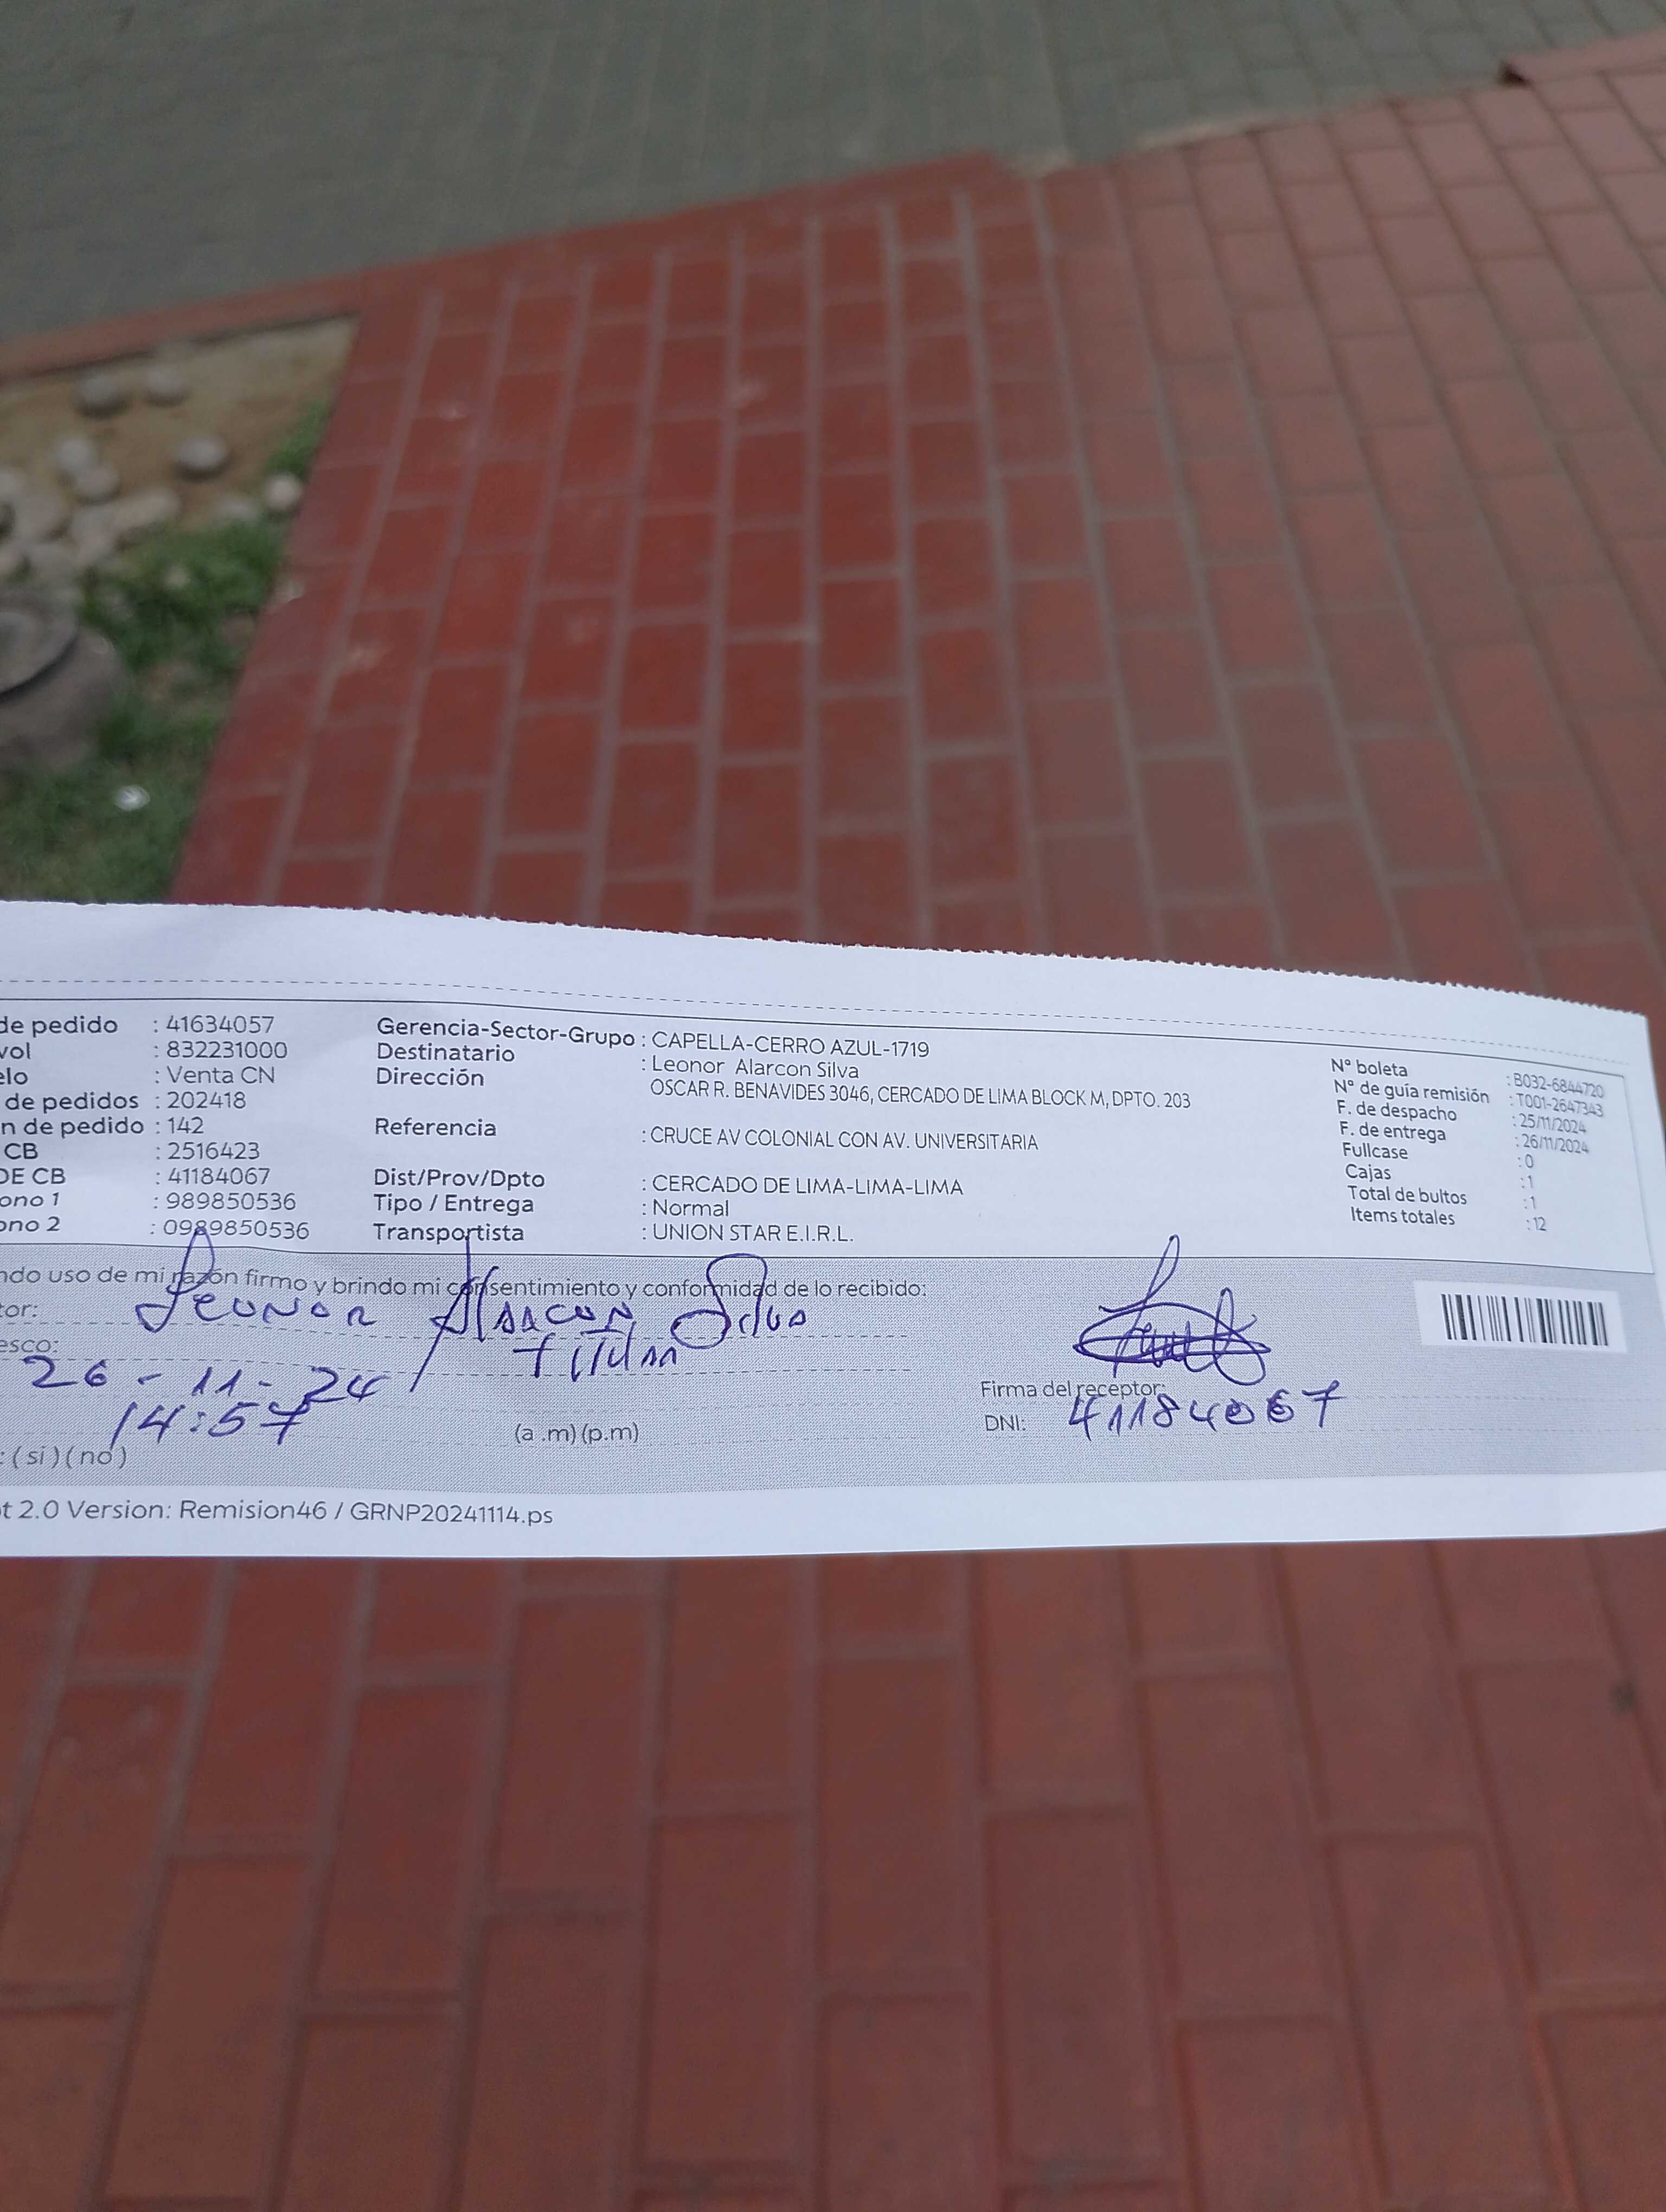 de pedido : 41634057
vol : 832231000
elo : Venta CN
de pedidos : 202418
n de pedido : 142
CB : 2516423
DE CB : 41184067
ono 1 : 989850536
ono 2 : 0989850536
Gerencia-Sector-Grupo : CAPELLA-CERRO AZUL-1719
Destinatario : Leonor Alarcon Silva
Dirección OSCAR R. BENAVIDES 3046, CERCADO DE LIMA BLOCK M, DPTO. 203
Referencia : CRUCE AV COLONIAL CON AV. UNIVERSITARIA
Dist/Prov/Dpto : CERCADO DE LIMA-LIMA-LIMA
Tipo / Entrega : Normal
Transportista : UNION STAR E.I.R.L.
N° boleta : B032-6844720
N° de guía remisión : T001-2647343
F. de despacho : 25/11/2024
F. de entrega : 26/11/2024
Fullcase : 0
Cajas : 1
Total de bultos : 1
Items totales : 12
ndo uso de mi razón firmo y brindo mi consentimiento y conformidad de lo recibido:
tor: Leonor Alarcon Silva
esco: titular
26-11-24
14:57 (a .m) (p.m)
: (si) (no)
Firma del receptor:
DNI: 41184067
t 2.0 Version: Remision46 / GRNP20241114.ps